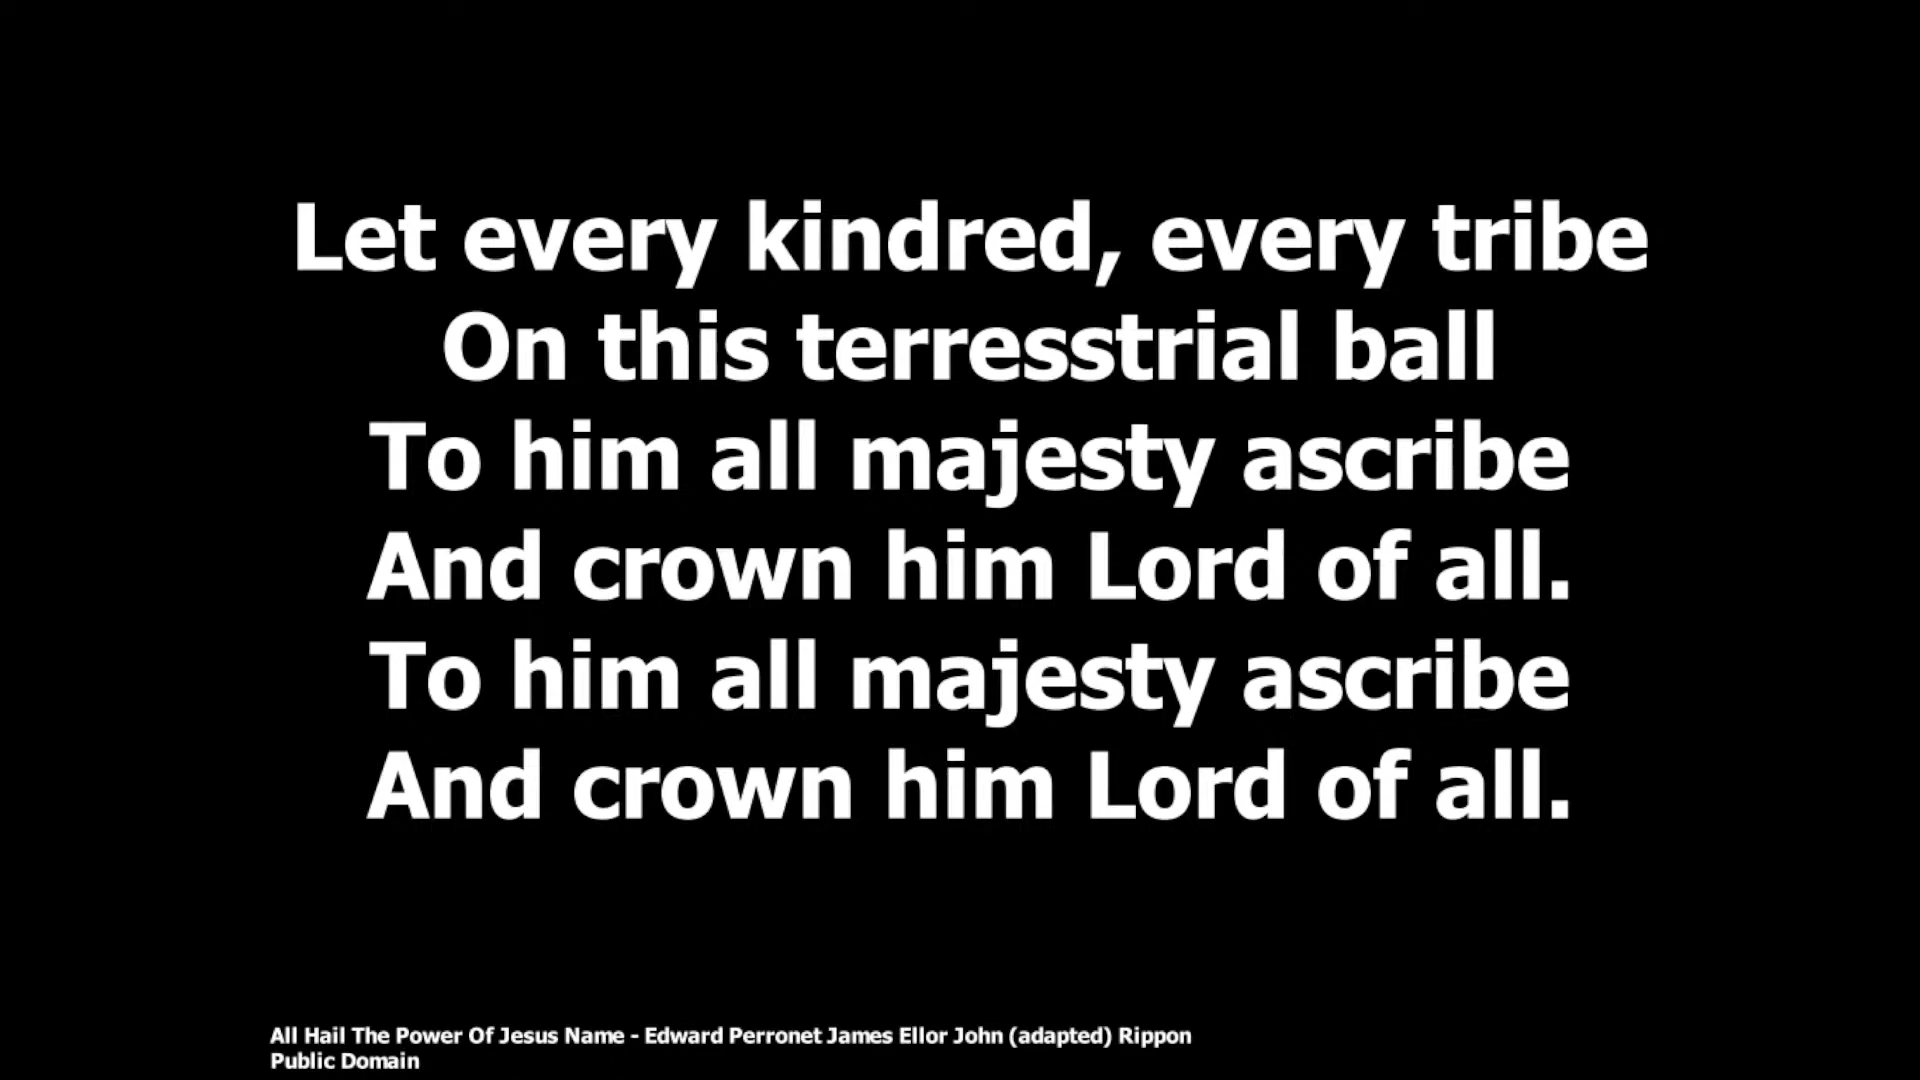 Let every kindred, every tribe
On this terresstrial ball
To him all majesty ascribe
And crown him Lord of all.
To him all majesty ascribe
And crown him Lord of all.
All Hail The Power Of Jesus Name - Edward Perronet James Ellor John (adapted) Rippon
Public Domain